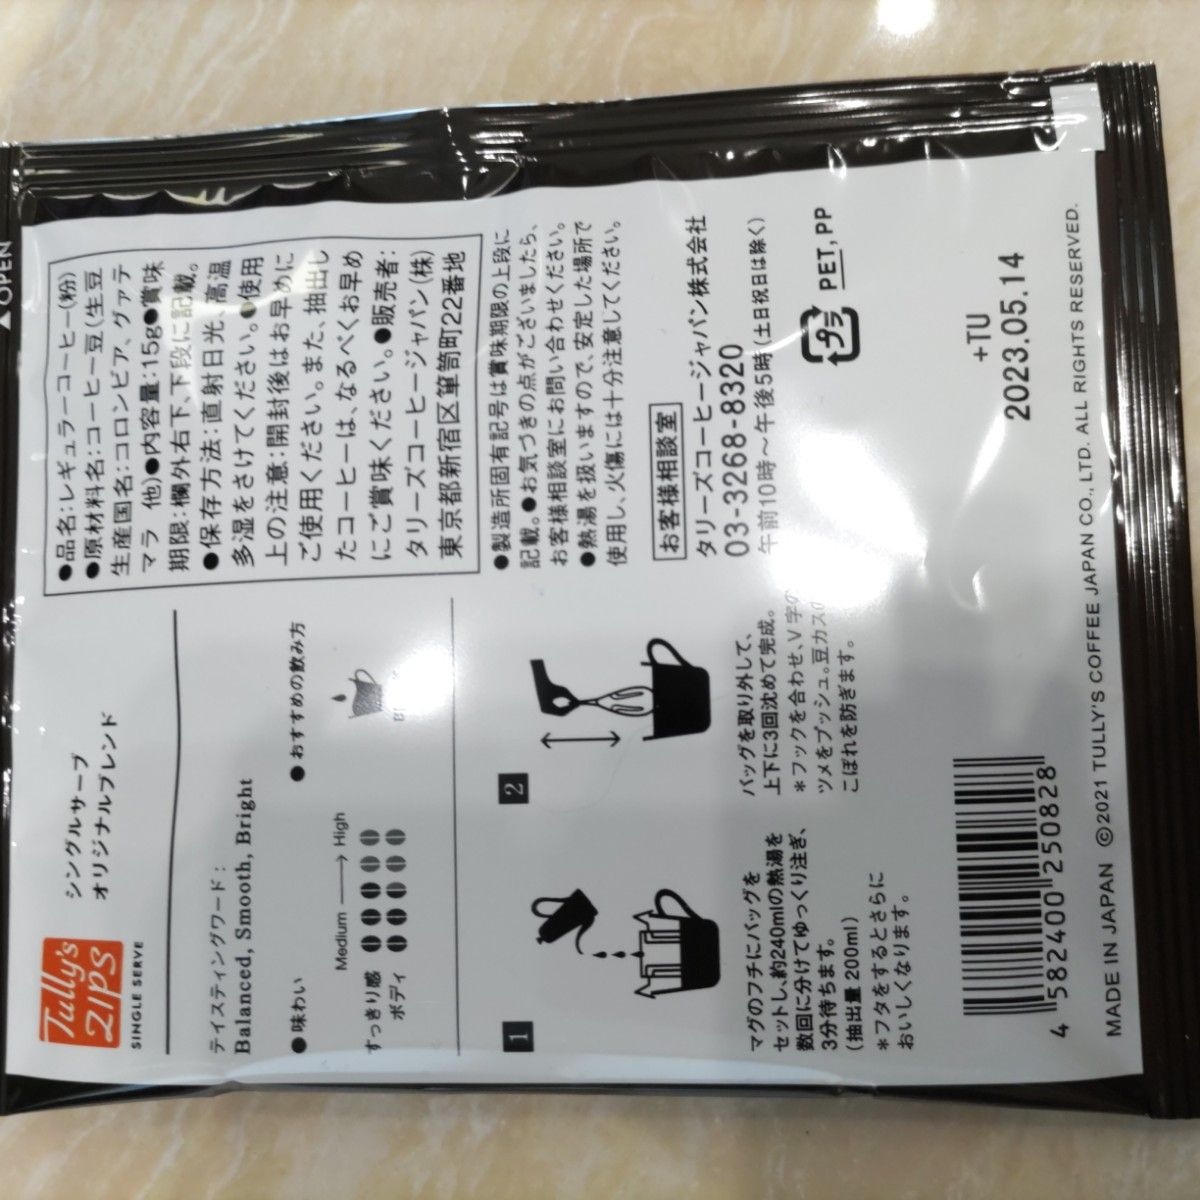 ▲OPEN
Tully's
ZIPS
SINGLE SERVE
シングルサーブ
オリジナルブレンド
テイスティングワード:
Balanced, Smooth, Bright
●味わい
Medium → High
すっきり感
ボディ
●おすすめの飲み方
●品名:レギュラーコーヒー(粉)
●原材料名:コーヒー豆(生豆
生産国名:コロンビア、グァテ
マラ 他)●内容量:15g●賞味
期限:欄外右下下段に記載。
●保存方法:直射日光、高温
多湿をさけてください。●使用
上の注意:開封後はお早めに
ご使用ください。また、抽出し
たコーヒーは、なるべくお早め
にご賞味ください。●販売者:
タリーズコーヒージャパン(株)
東京都新宿区箪笥町22番地
●製造所固有記号は賞味期限の上段に
記載。●お気づきの点がございましたら、
お客様相談室にお問い合わせください。
●熱湯を扱いますので、安定した場所で
使用し、火傷には十分注意してください。
お客様相談室
タリーズコーヒージャパン株式会社
03-3268-8320
午前10時～午後5時(土日祝日は除く)
プラ
PET,PP
1
マグのフチにバッグを
セットし、約240mlの熱湯を
数回に分けてゆっくり注ぎ、
3分待ちます。
(抽出量 200ml)
*フタをするとさらに
おいしくなります。
2
バッグを取り外して、
上下に3回沈めて完成。
*フックを合わせ、V字の
ツメをプッシュ。豆カスの
こぼれを防ぎます。
+TU
2023.05.14
4 582400 250828
MADE IN JAPAN ©2021 TULLY'S COFFEE JAPAN CO., LTD. ALL RIGHTS RESERVED.